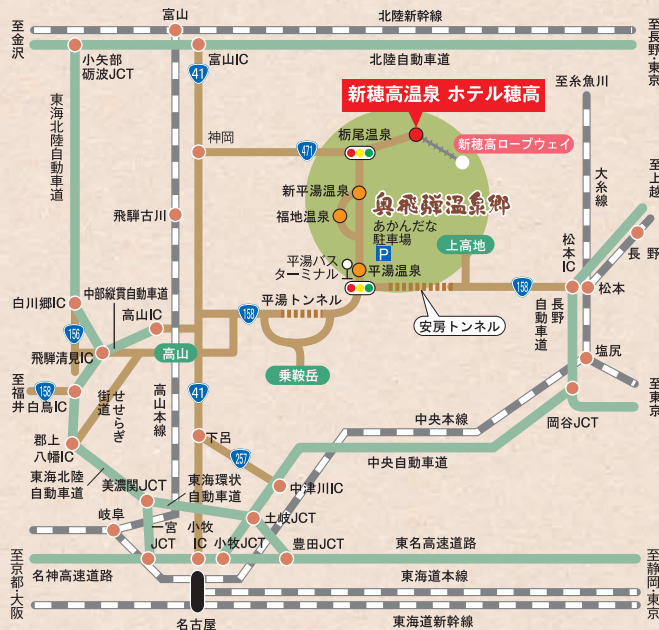 富山
北陸新幹線
至金沢
至長野・東京
小矢部
砺波JCT
富山IC
北陸自動車道
41
至糸魚川
新穂高温泉 ホテル穂高
東海北陸自動車道
神岡
471
栃尾温泉
新穂高ロープウェイ
大糸線
至上越
新平湯温泉
奥飛騨温泉郷
福地温泉
飛騨古川
あかんだな
駐車場
P
上高地
長野
松本IC
平湯バス
ターミナル
平湯温泉
白川郷IC
中部縦貫自動車道
高山IC
平湯トンネル
158
158
松本
長野自動車道
安房トンネル
156
飛騨清見IC
高山
乗鞍岳
塩尻
至福井
158
白鳥IC
せせらぎ街道
高山本線
41
至東京
中央本線
岡谷JCT
郡上
八幡IC
下呂
257
中央自動車道
東海北陸
自動車道
美濃関JCT
東海環状
自動車道
中津川IC
岐阜
一宮
JCT
小牧
IC
小牧JCT
土岐JCT
豊田JCT
東名高速道路
至京都・大阪
名神高速道路
東海道本線
至静岡・東京
名古屋
東海道新幹線